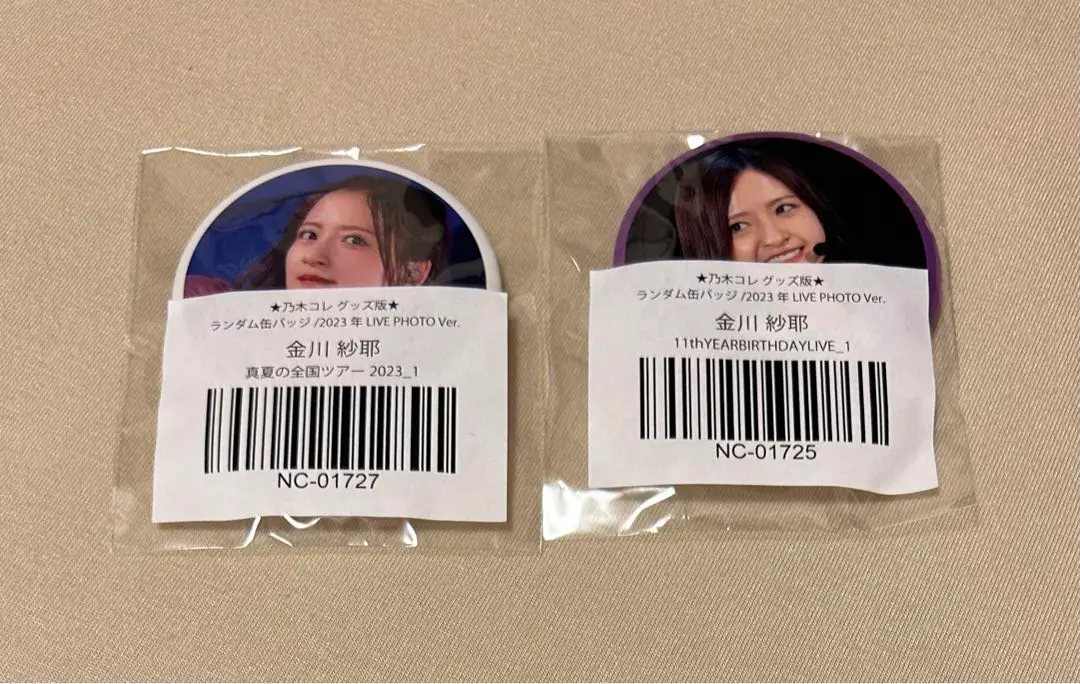 ★乃木コレ グッズ版★
ランダム缶バッジ /2023 年 LIVE PHOTO Ver.
金川 紗耶
真夏の全国ツアー 2023_1
NC-01727
★乃木コレ グッズ版★
ランダム缶バッジ /2023 年 LIVE PHOTO Ver.
金川 紗耶
11thYEARBIRTHDAYLIVE_1
NC-01725